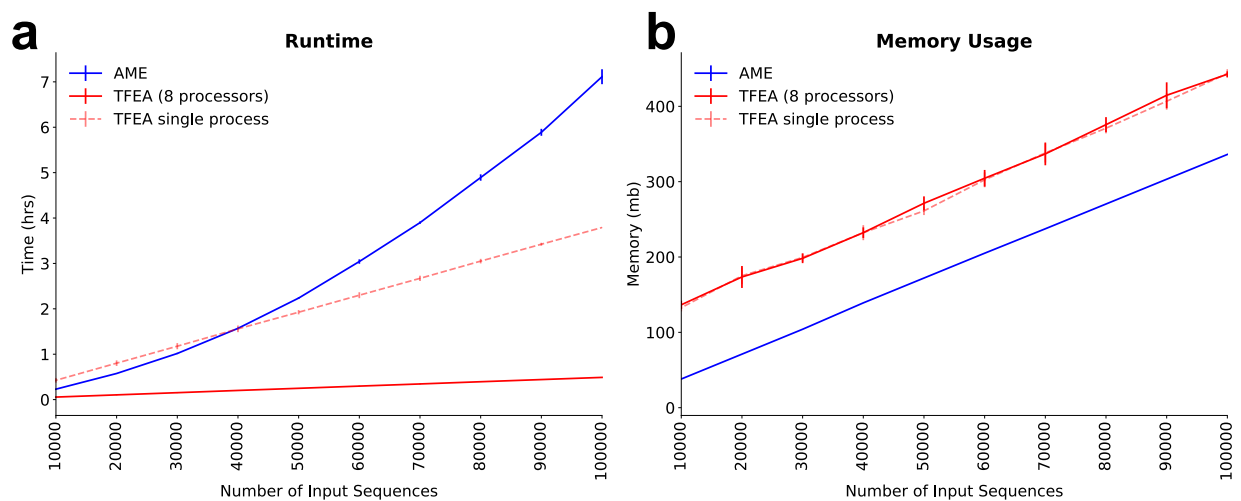 a
Runtime
AME
TFEA (8 processors)
TFEA single process
Time (hrs)
7
6
5
4
3
2
1
0
10000
20000
30000
40000
50000
60000
70000
80000
90000
100000
Number of Input Sequences
b
Memory Usage
AME
TFEA (8 processors)
TFEA single process
Memory (mb)
400
300
200
100
0
10000
20000
30000
40000
50000
60000
70000
80000
90000
100000
Number of Input Sequences